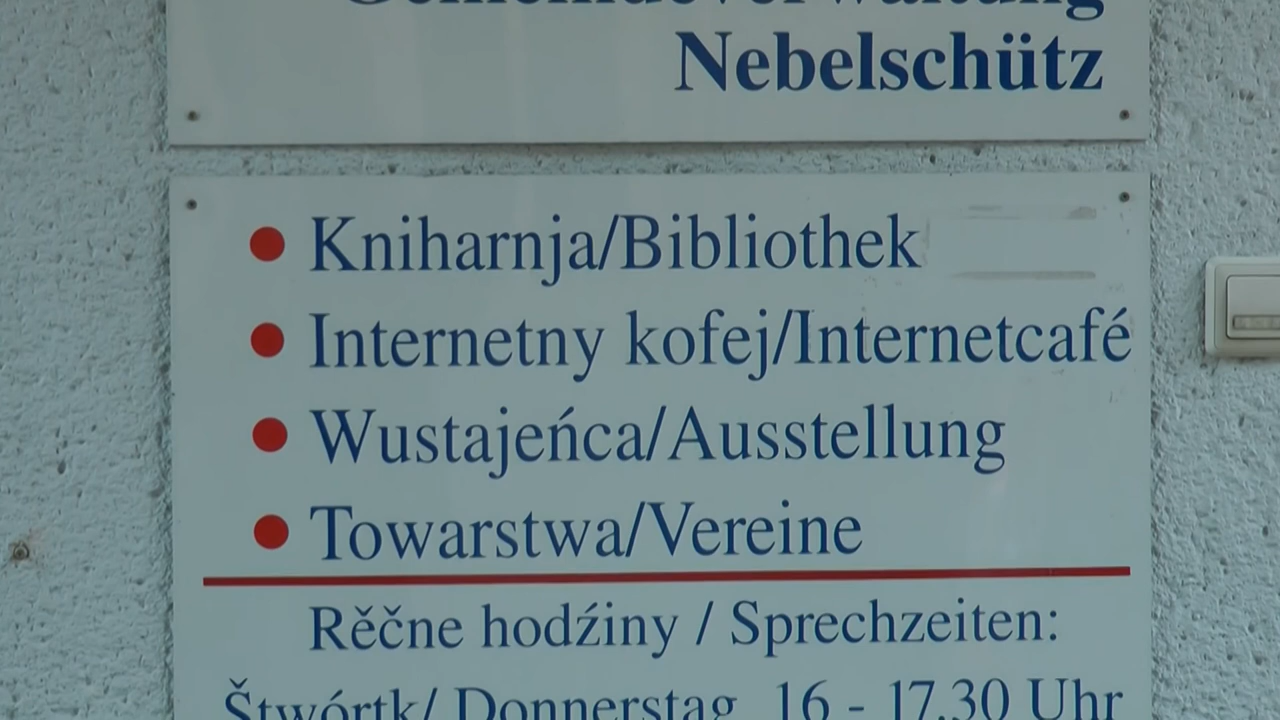 Gemeindeverwaltung
Nebelschütz
Kniharnja/Bibliothek
Internetny kofej/Internetcafé
Wustajeńca/Ausstellung
Towarstwa/Vereine
Rěčne hodźiny / Sprechzeiten:
Štwórtk/ Donnerstag 16 - 17.30 Uhr